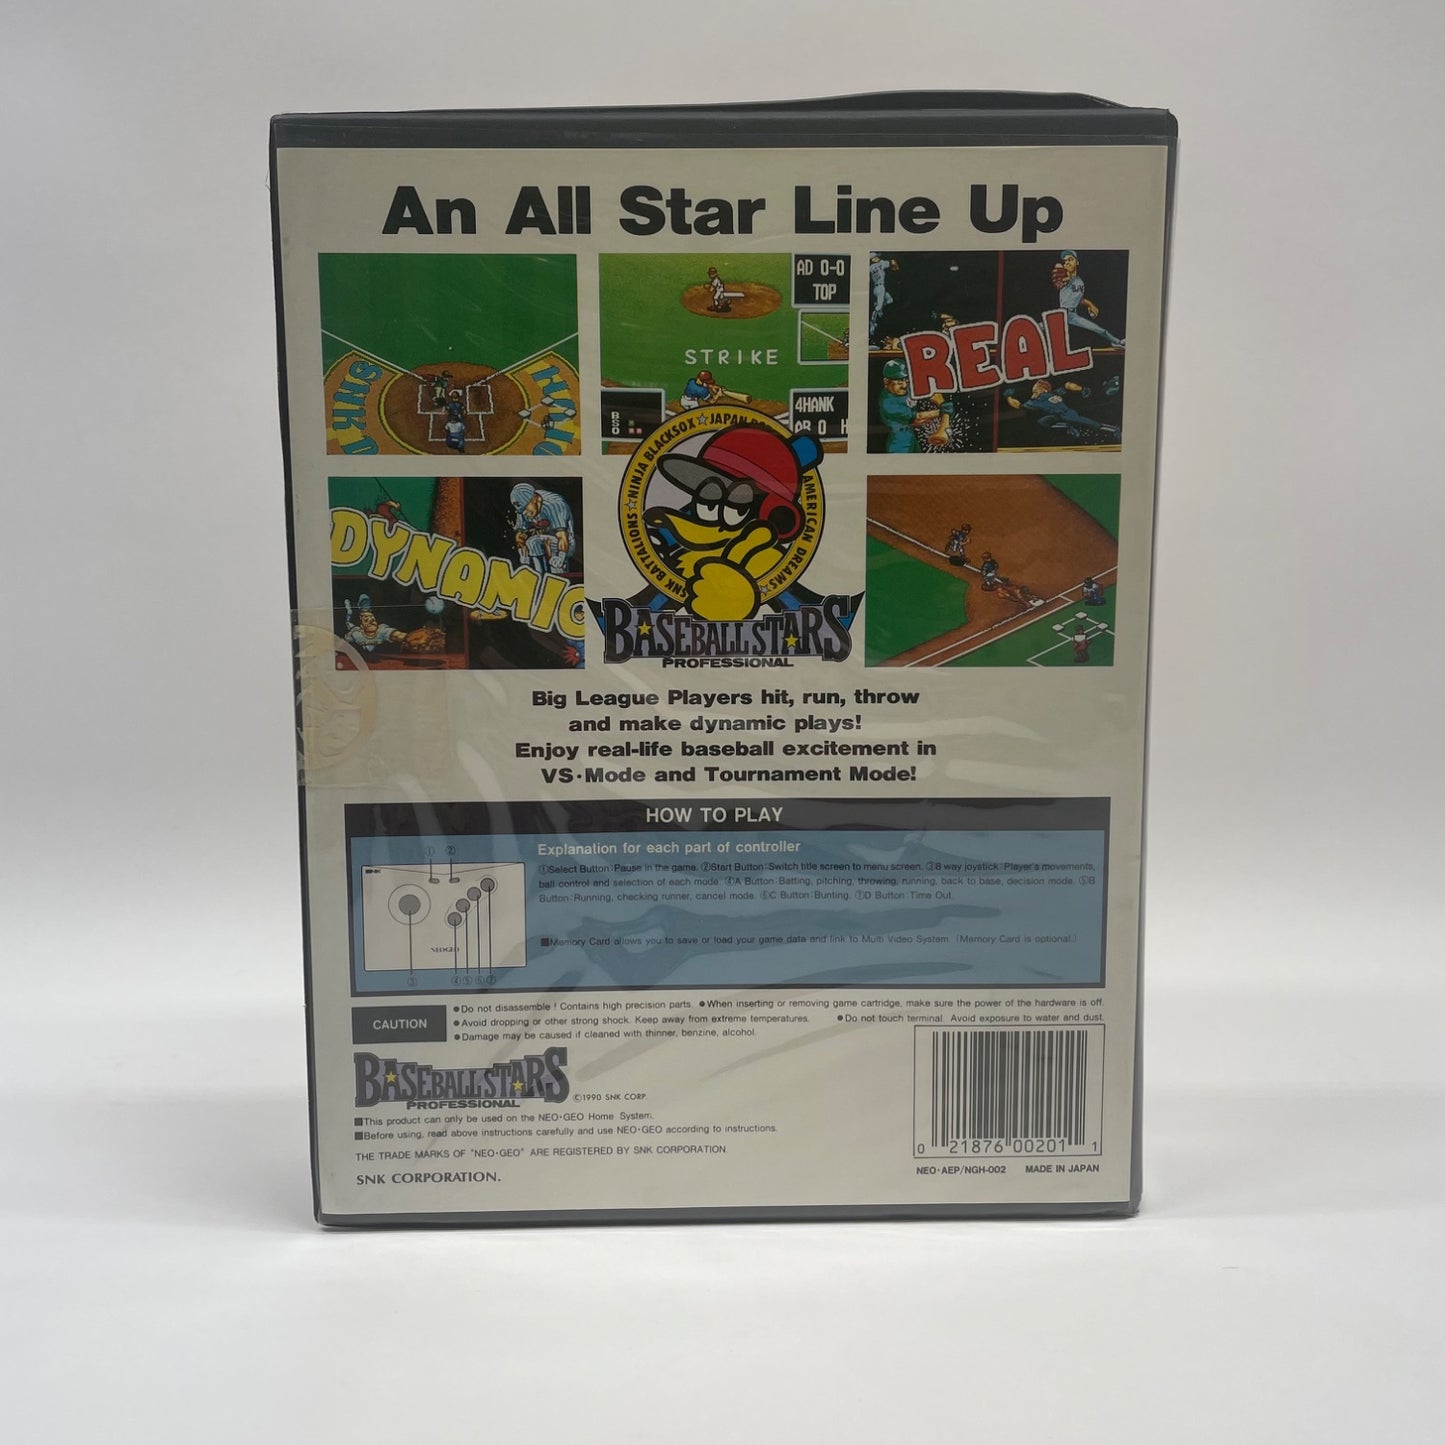 An All Star Line Up
AD 0-0
TOP
STRIKE
4HANK
AB 0 H
B
S
O
REAL
DYNAMIC
SNK BATTALIONS☆NINJA BLACKSOX☆JAPAN
AMERICAN DREAMS☆
BASEBALL STARS
PROFESSIONAL
Big League Players hit, run, throw
and make dynamic plays!
Enjoy real-life baseball excitement in
VS·Mode and Tournament Mode!
HOW TO PLAY
Explanation for each part of controller
①Select Button:Pause in the game. ②Start Button:Switch title screen to menu screen. ③8 way joystick:Player's movements,
ball control and selection of each mode. ④A Button:Batting, pitching, throwing, running, back to base, decision mode. ⑤B
Button:Running, checking runner, cancel mode. ⑥C Button:Bunting. ⑦D Button:Time Out.
■Memory Card allows you to save or load your game data and link to Multi Video System. (Memory Card is optional.)
① ②
SNK
NEOGEO
③ ④ ⑤ ⑥ ⑦
CAUTION
●Do not disassemble ! Contains high precision parts. ●When inserting or removing game cartridge, make sure the power of the hardware is off.
●Avoid dropping or other strong shock. Keep away from extreme temperatures. ●Do not touch terminal. Avoid exposure to water and dust.
●Damage may be caused if cleaned with thinner, benzine, alcohol.
BASEBALL STARS
PROFESSIONAL
©1990 SNK CORP.
■This product can only be used on the NEO·GEO Home System.
■Before using, read above instructions carefully and use NEO·GEO according to instructions.
THE TRADE MARKS OF "NEO·GEO" ARE REGISTERED BY SNK CORPORATION
SNK CORPORATION.
0 21876 00201 1
NEO·AEP/NGH-002 MADE IN JAPAN